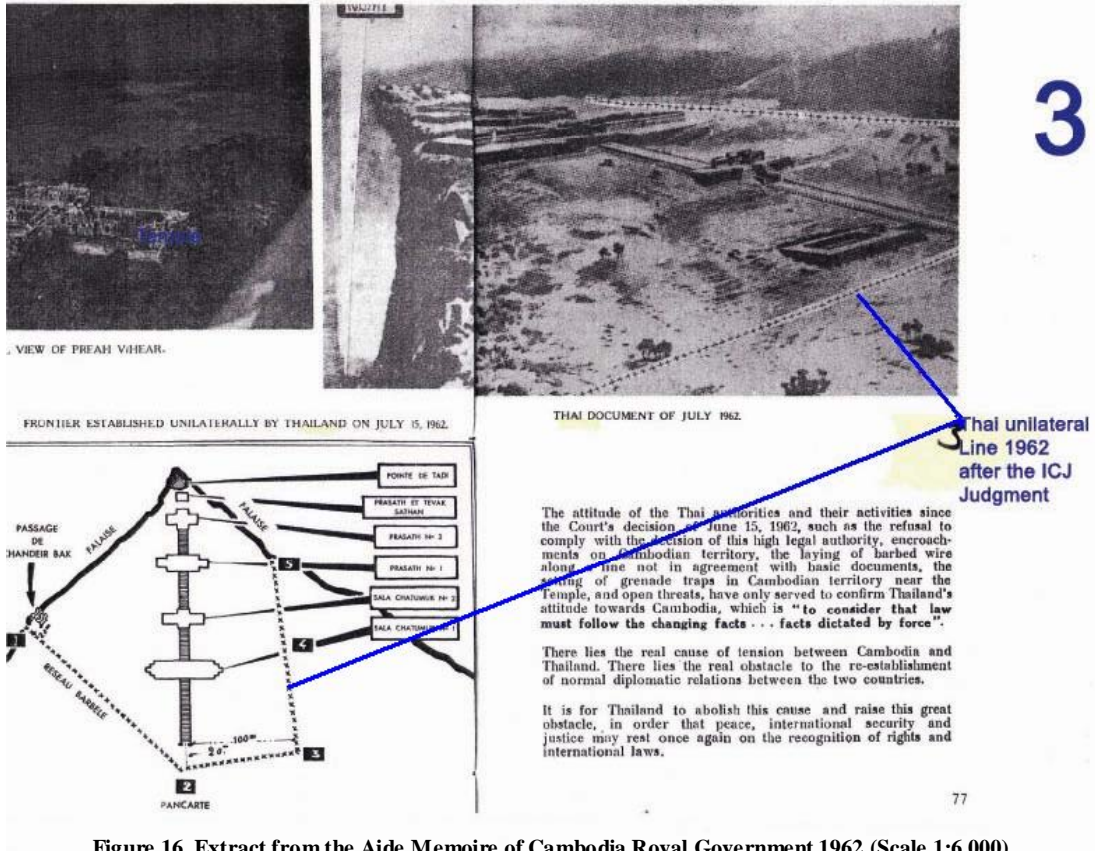 3
Temple
VIEW OF PREAH ViHEAR.
FRONTIER ESTABLISHED UNILATERALLY BY THAILAND ON JULY 15, 1962.
POINTE DE TADI
PRASATH ET TEVAK
SATHAN
PRASATH Nº 2
PRASATH Nº 1
SALA CHATUMUK Nº 2
SALA CHATUMUK Nº 1
PASSAGE
DE
CHANDEIR BAK
FALAISE
FALAISE
RESEAU BARBELE
1
5
4
3
100m
20
2
PANCARTE
THAI DOCUMENT OF JULY 1962.
3
Thai unilateral
Line 1962
after the ICJ
Judgment
The attitude of the Thai authorities and their activities since
the Court's decision of June 15, 1962, such as the refusal to
comply with the decision of this high legal authority, encroach-
ments on Cambodian territory, the laying of barbed wire
along a line not in agreement with basic documents, the
setting of grenade traps in Cambodian territory near the
Temple, and open threats, have only served to confirm Thailand's
attitude towards Cambodia, which is "to consider that law
must follow the changing facts . . . facts dictated by force".
There lies the real cause of tension between Cambodia and
Thailand. There lies the real obstacle to the re-establishment
of normal diplomatic relations between the two countries.
It is for Thailand to abolish this cause and raise this great
obstacle, in order that peace, international security and
justice may rest once again on the recognition of rights and
international laws.
77
Figure 16. Extract from the Aide Memoire of Cambodia Royal Government 1962 (Scale 1:6,000)